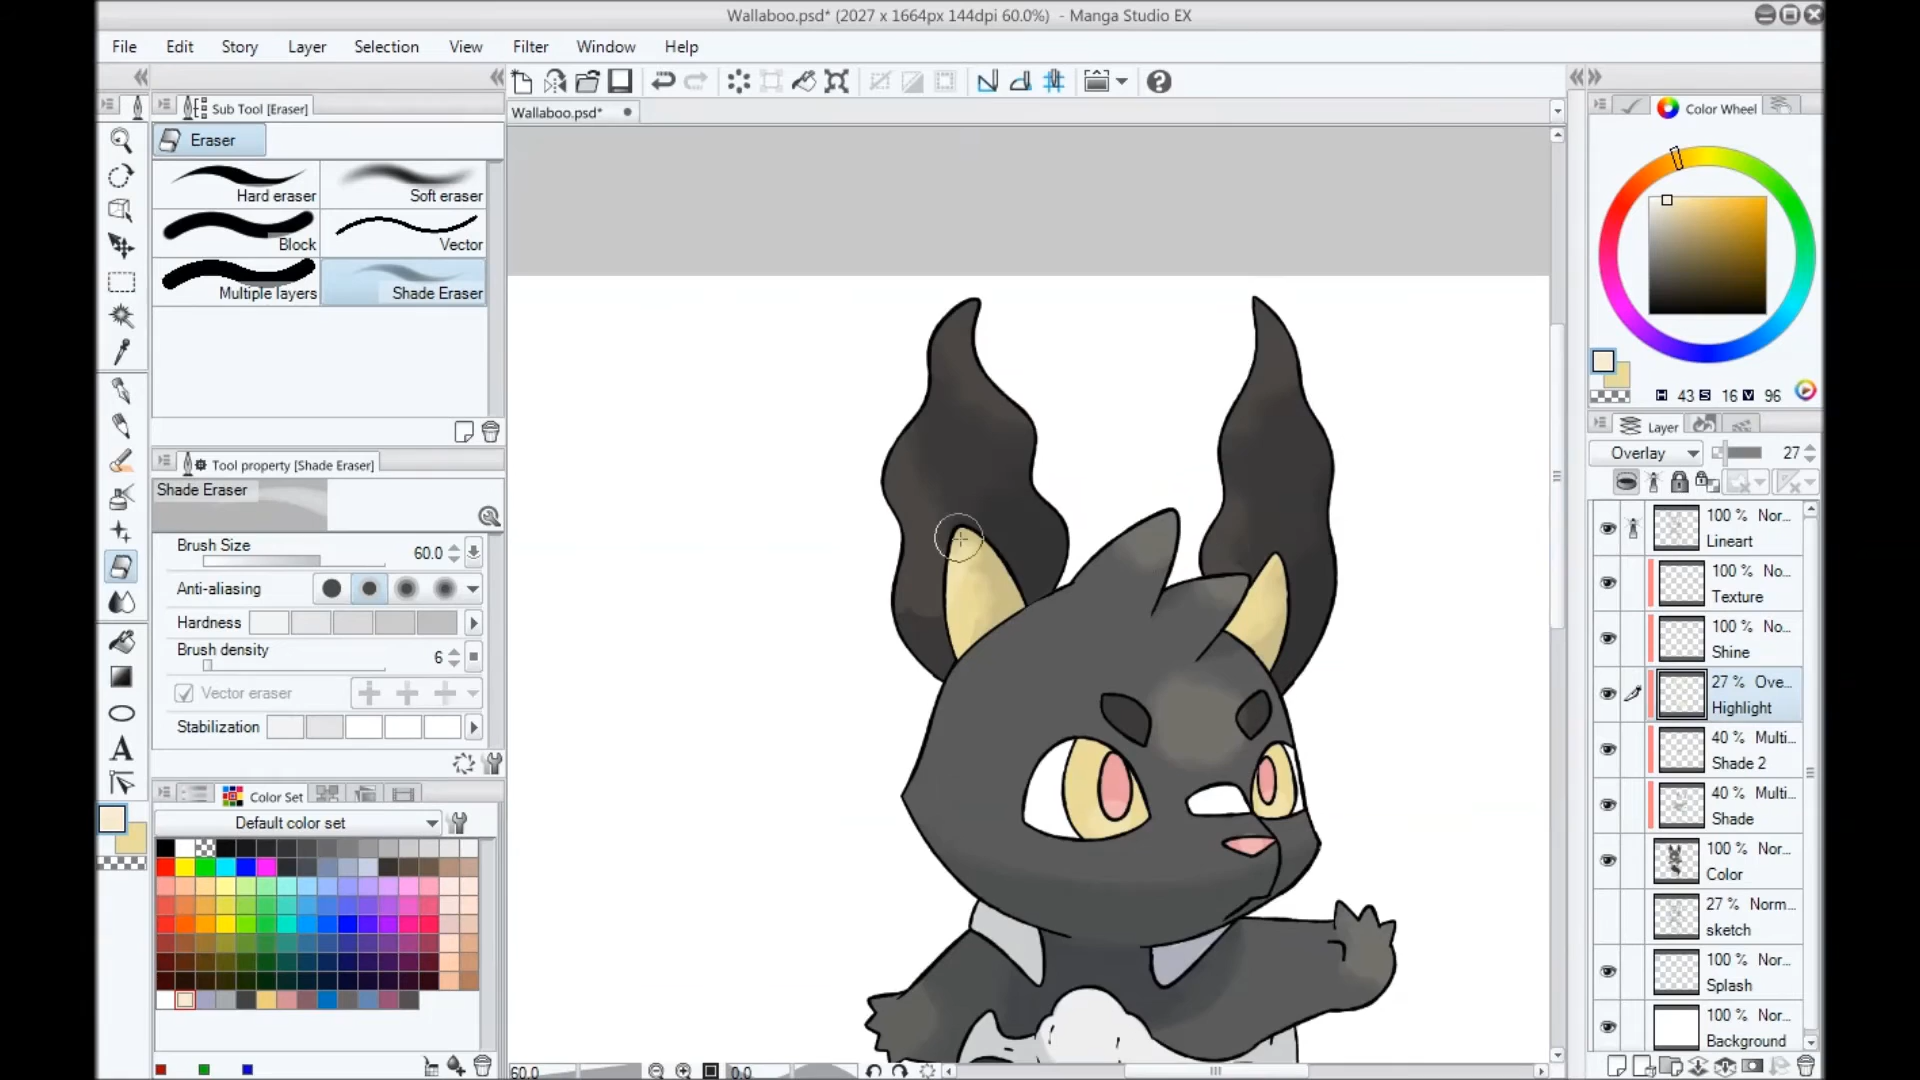 Wallaboo.psd* (2027 x 1664px 144dpi 60.0%) - Manga Studio EX
File Edit Story Layer Selection View Filter Window Help
Sub Tool [Eraser]
Eraser
Hard eraser
Soft eraser
Block
Vector
Multiple layers
Shade Eraser
Tool property [Shade Eraser]
Shade Eraser
Brush Size 60.0
Anti-aliasing
Hardness
Brush density 6
Vector eraser
Stabilization
Color Set
Default color set
A
Wallaboo.psd*
60.0
0.0
Color Wheel
H 43 S 16 V 96
Layer
Overlay 27
100 % Nor...
Lineart
100 % No...
Texture
100 % No...
Shine
27 % Ove...
Highlight
40 % Multi...
Shade 2
40 % Multi...
Shade
100 % Nor...
Color
27 % Norm...
sketch
100 % Nor...
Splash
100 % Nor...
Background